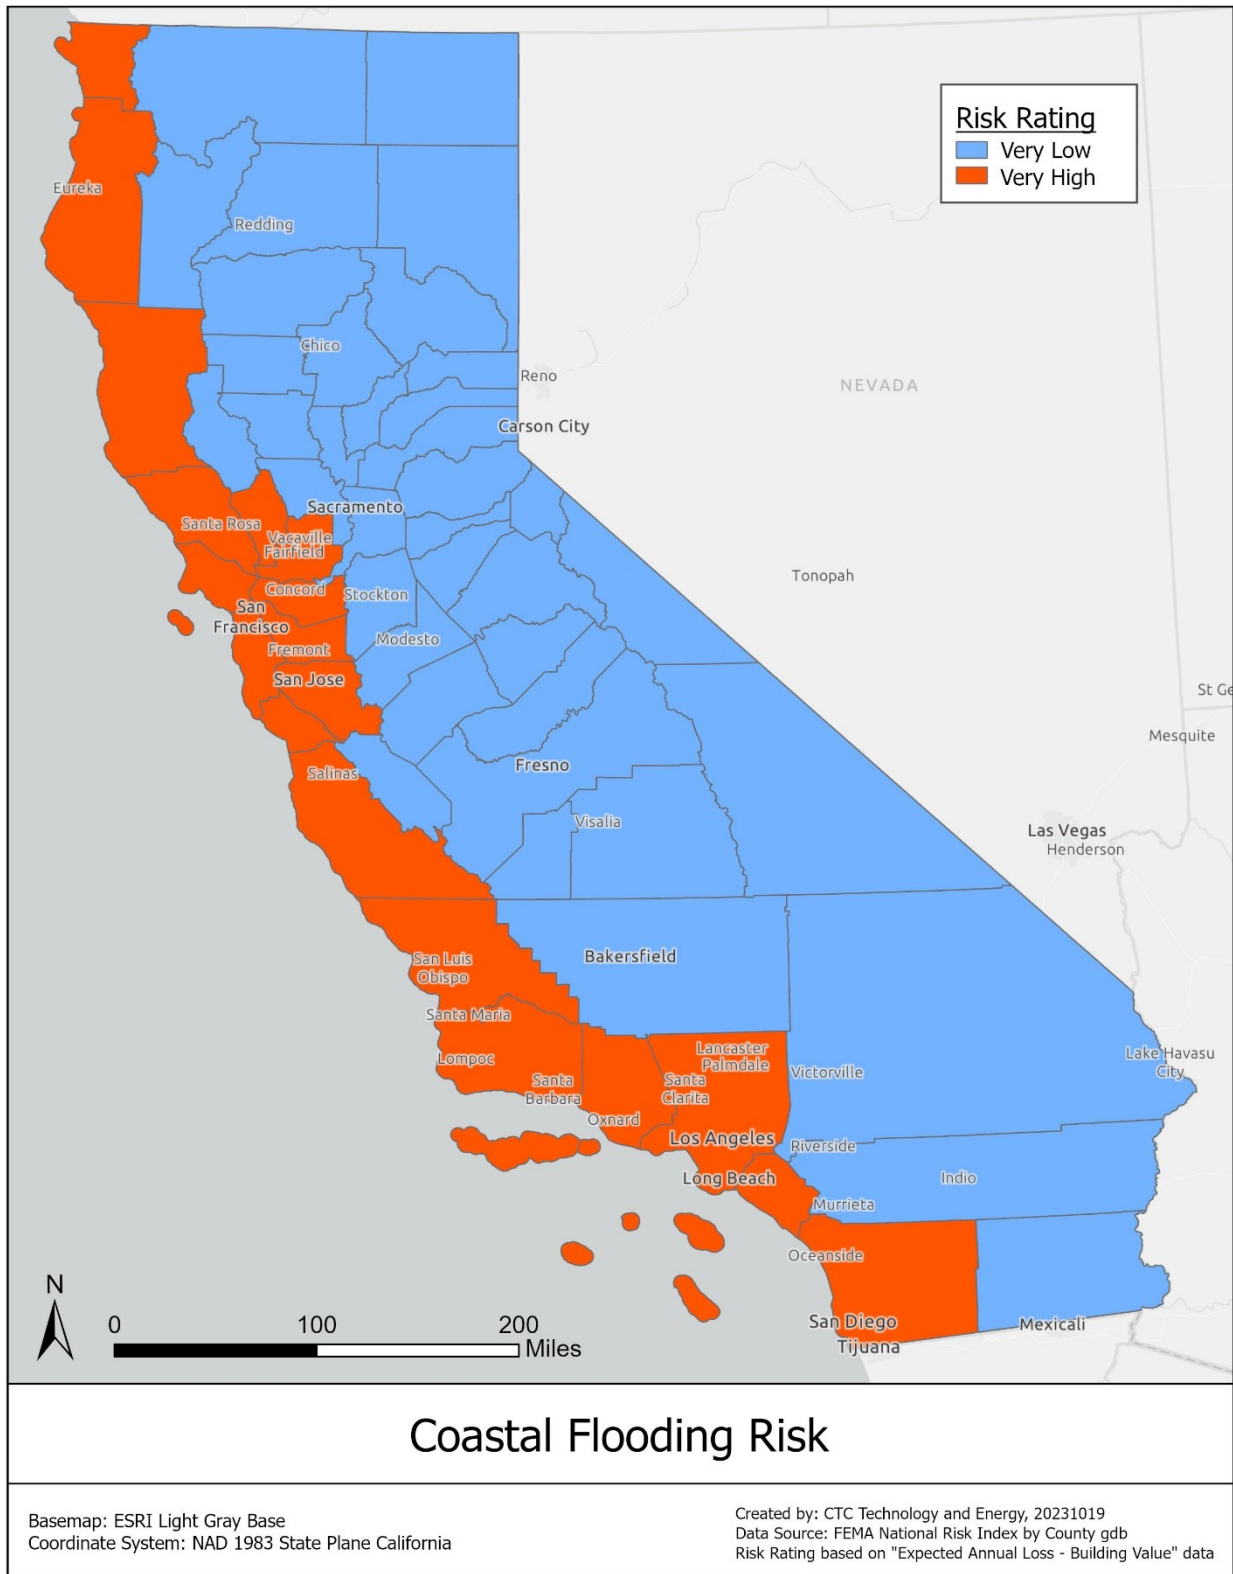 Risk Rating
Very Low
Very High
Eureka
Redding
Chico
Reno
NEVADA
Carson City
Sacramento
Santa Rosa
Vacaville
Fairfield
Tonopah
Concord
Stockton
San
Francisco
Modesto
Fremont
San Jose
St Ge
Mesquite
Salinas
Fresno
Visalia
Las Vegas
Henderson
Bakersfield
San Luis
Obispo
Santa Maria
Lompoc
Lancaster
Palmdale
Victorville
Lake Havasu
City
Santa
Barbara
Santa
Clarita
Oxnard
Los Angeles
Riverside
Long Beach
Indio
Murrieta
Oceanside
San Diego
Tijuana
Mexicali
N
0 100 200
Miles
Coastal Flooding Risk
Basemap: ESRI Light Gray Base
Coordinate System: NAD 1983 State Plane California
Created by: CTC Technology and Energy, 20231019
Data Source: FEMA National Risk Index by County gdb
Risk Rating based on "Expected Annual Loss - Building Value" data